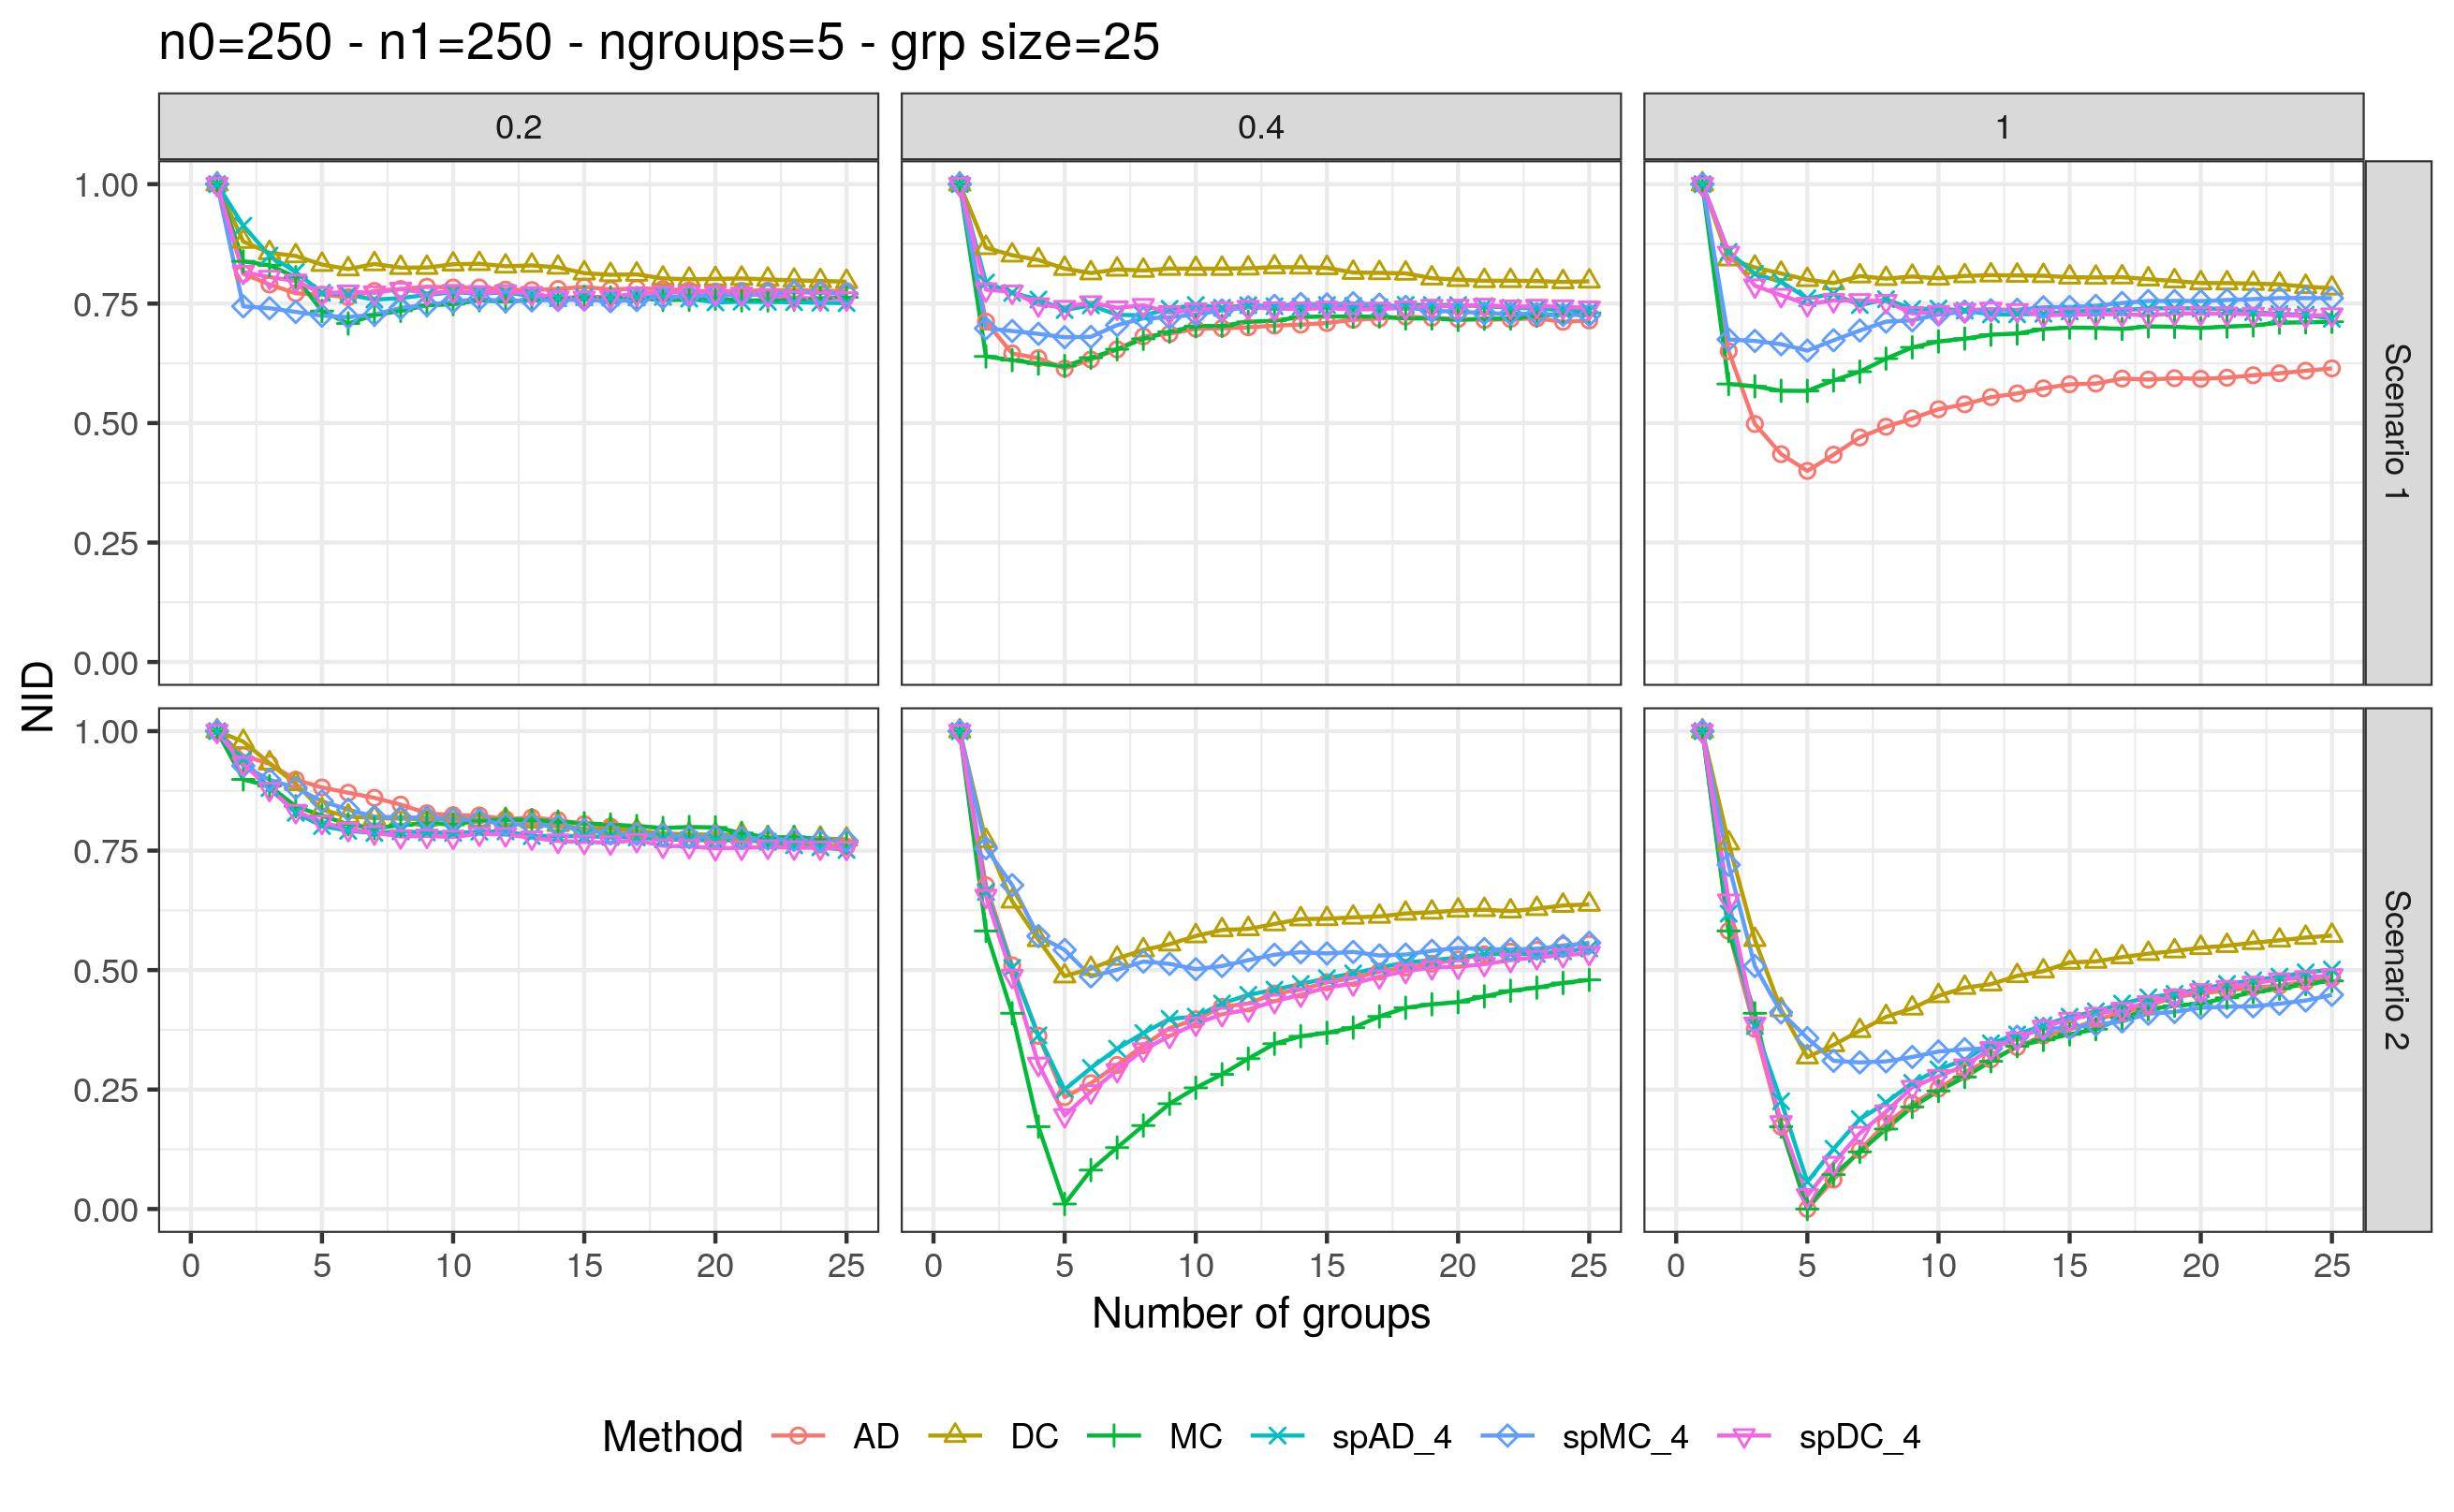 n0=250 - n1=250 - ngroups=5 - grp size=25
0.2 0.4 1
1.00
0.75
0.50
0.25
0.00
Scenario 1
NID
1.00
0.75
0.50
0.25
0.00
Scenario 2
0 5 10 15 20 25 0 5 10 15 20 25 0 5 10 15 20 25
Number of groups
Method AD DC MC spAD_4 spMC_4 spDC_4